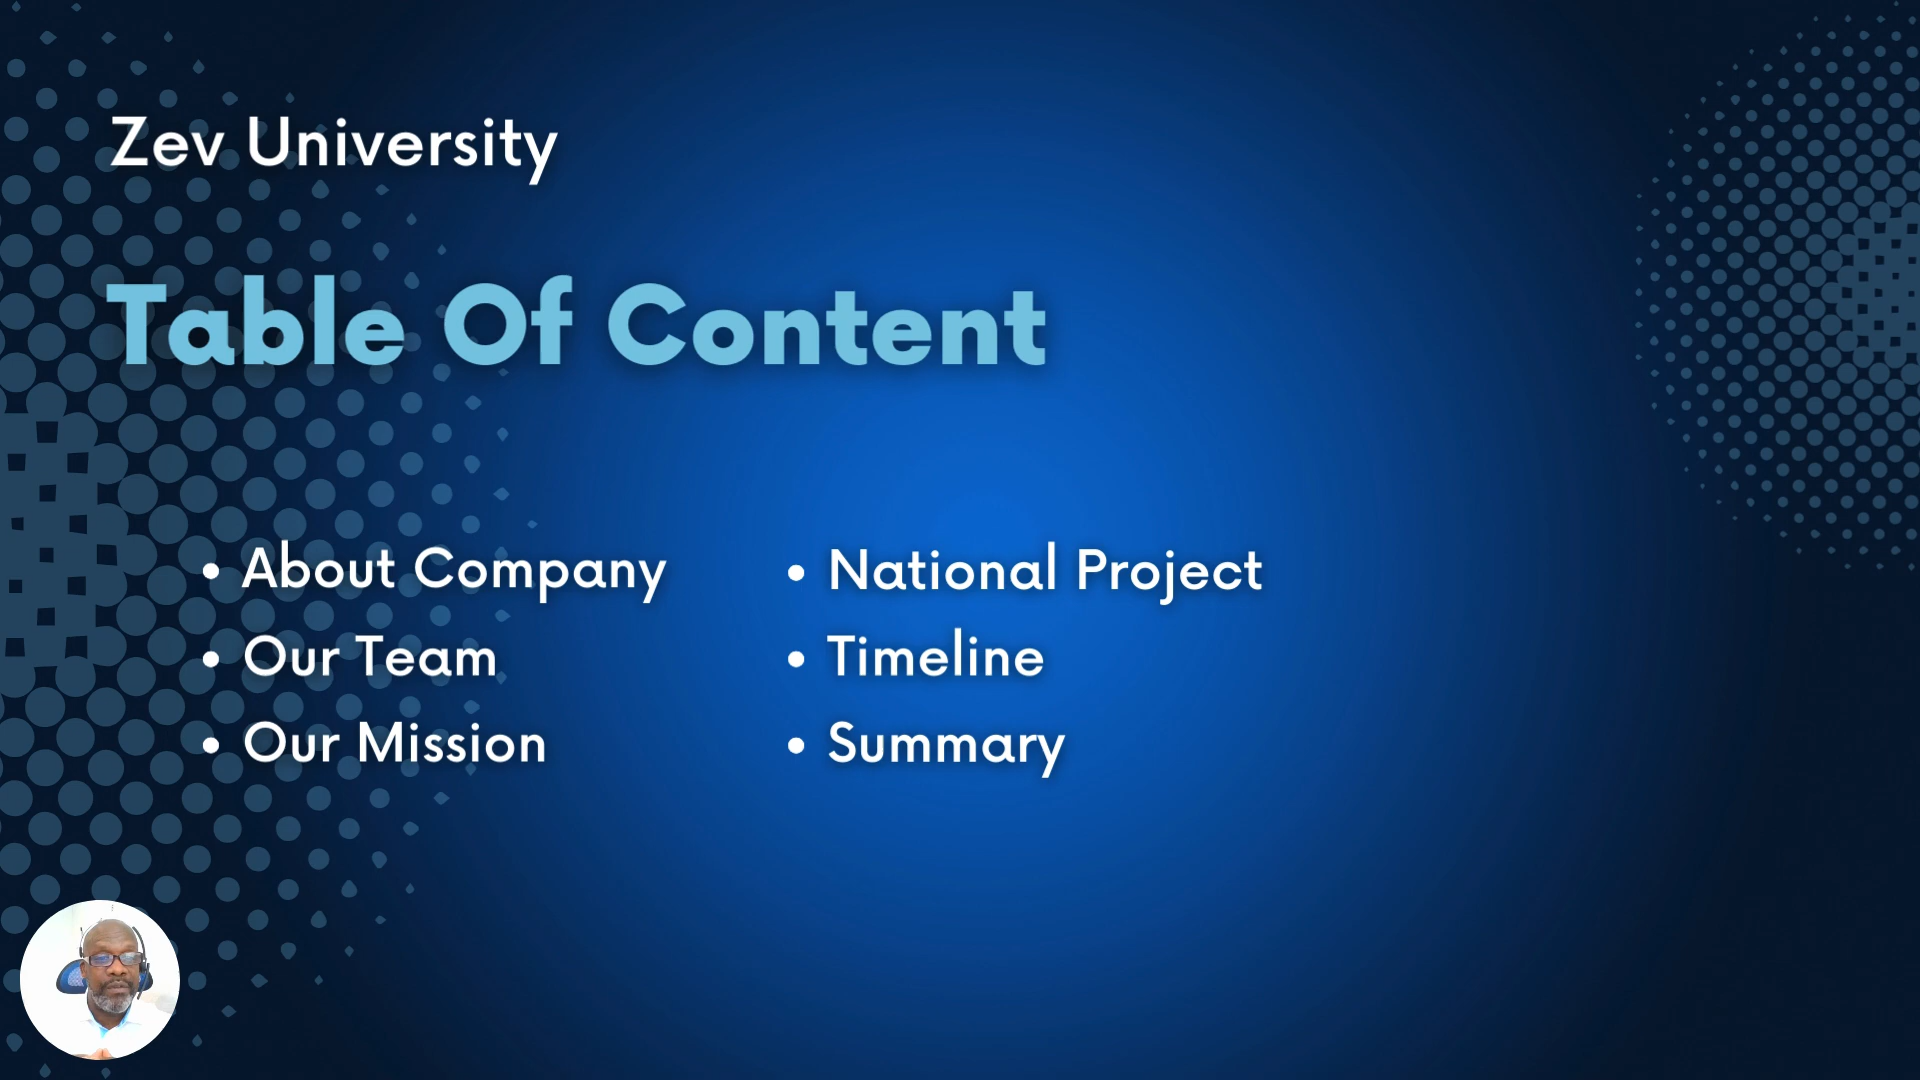 Zev University
Table Of Content
• About Company
• Our Team
• Our Mission
• National Project
• Timeline
• Summary